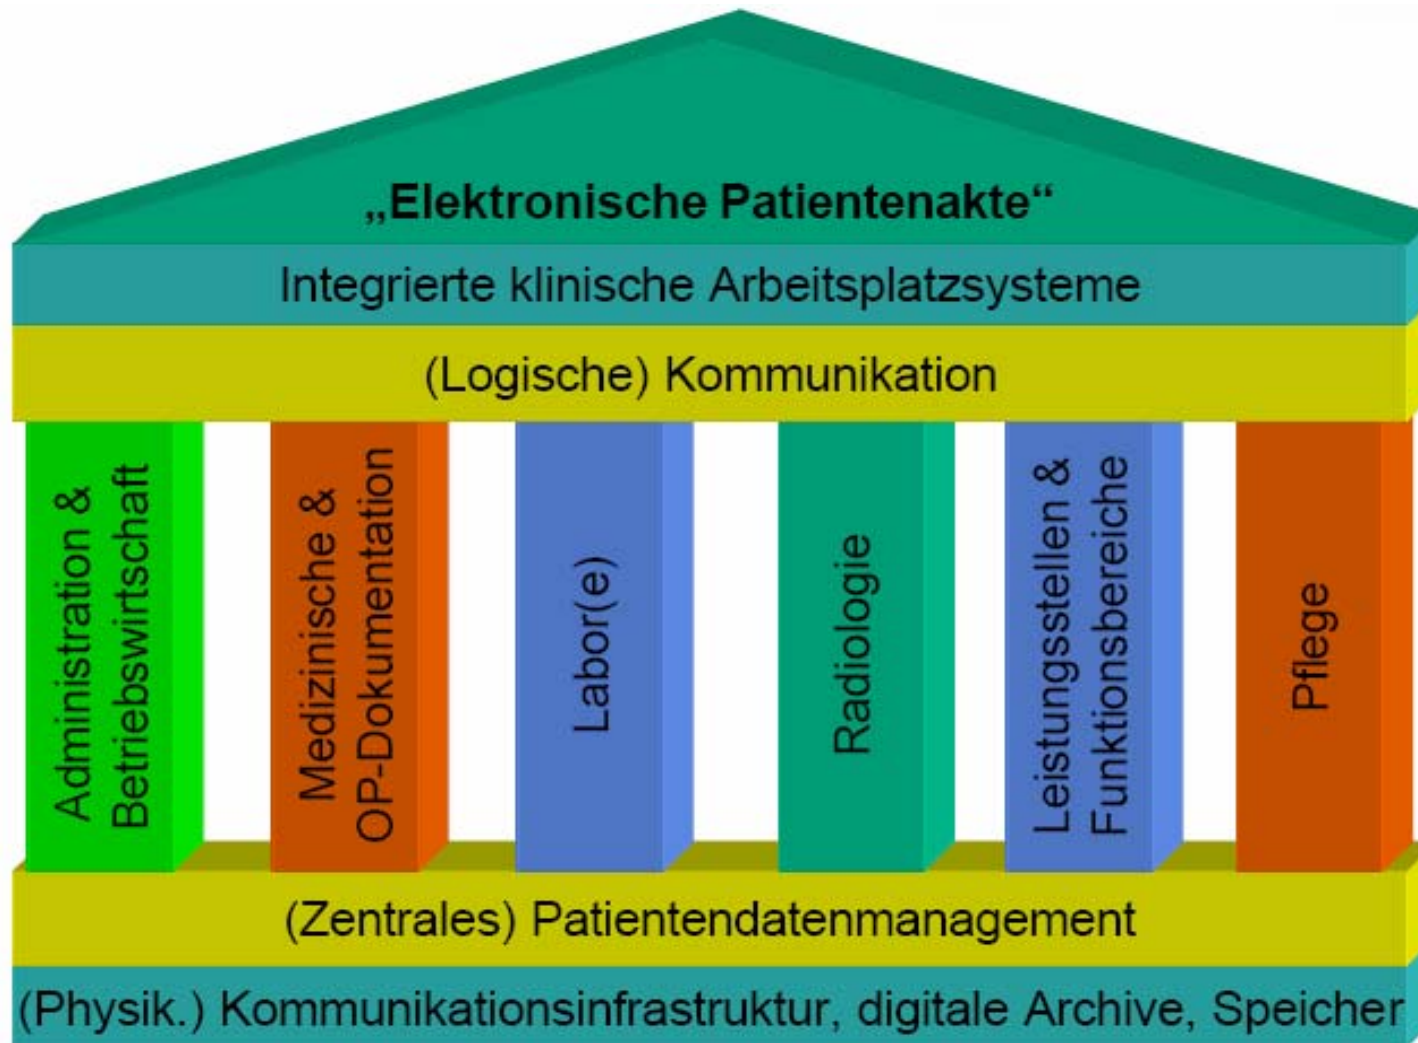 „Elektronische Patientenakte“
Integrierte klinische Arbeitsplatzsysteme
(Logische) Kommunikation
Administration &
Betriebswirtschaft
Medizinische &
OP-Dokumentation
Labor(e)
Radiologie
Leistungsstellen &
Funktionsbereiche
Pflege
(Zentrales) Patientendatenmanagement
(Physik.) Kommunikationsinfrastruktur, digitale Archive, Speicher